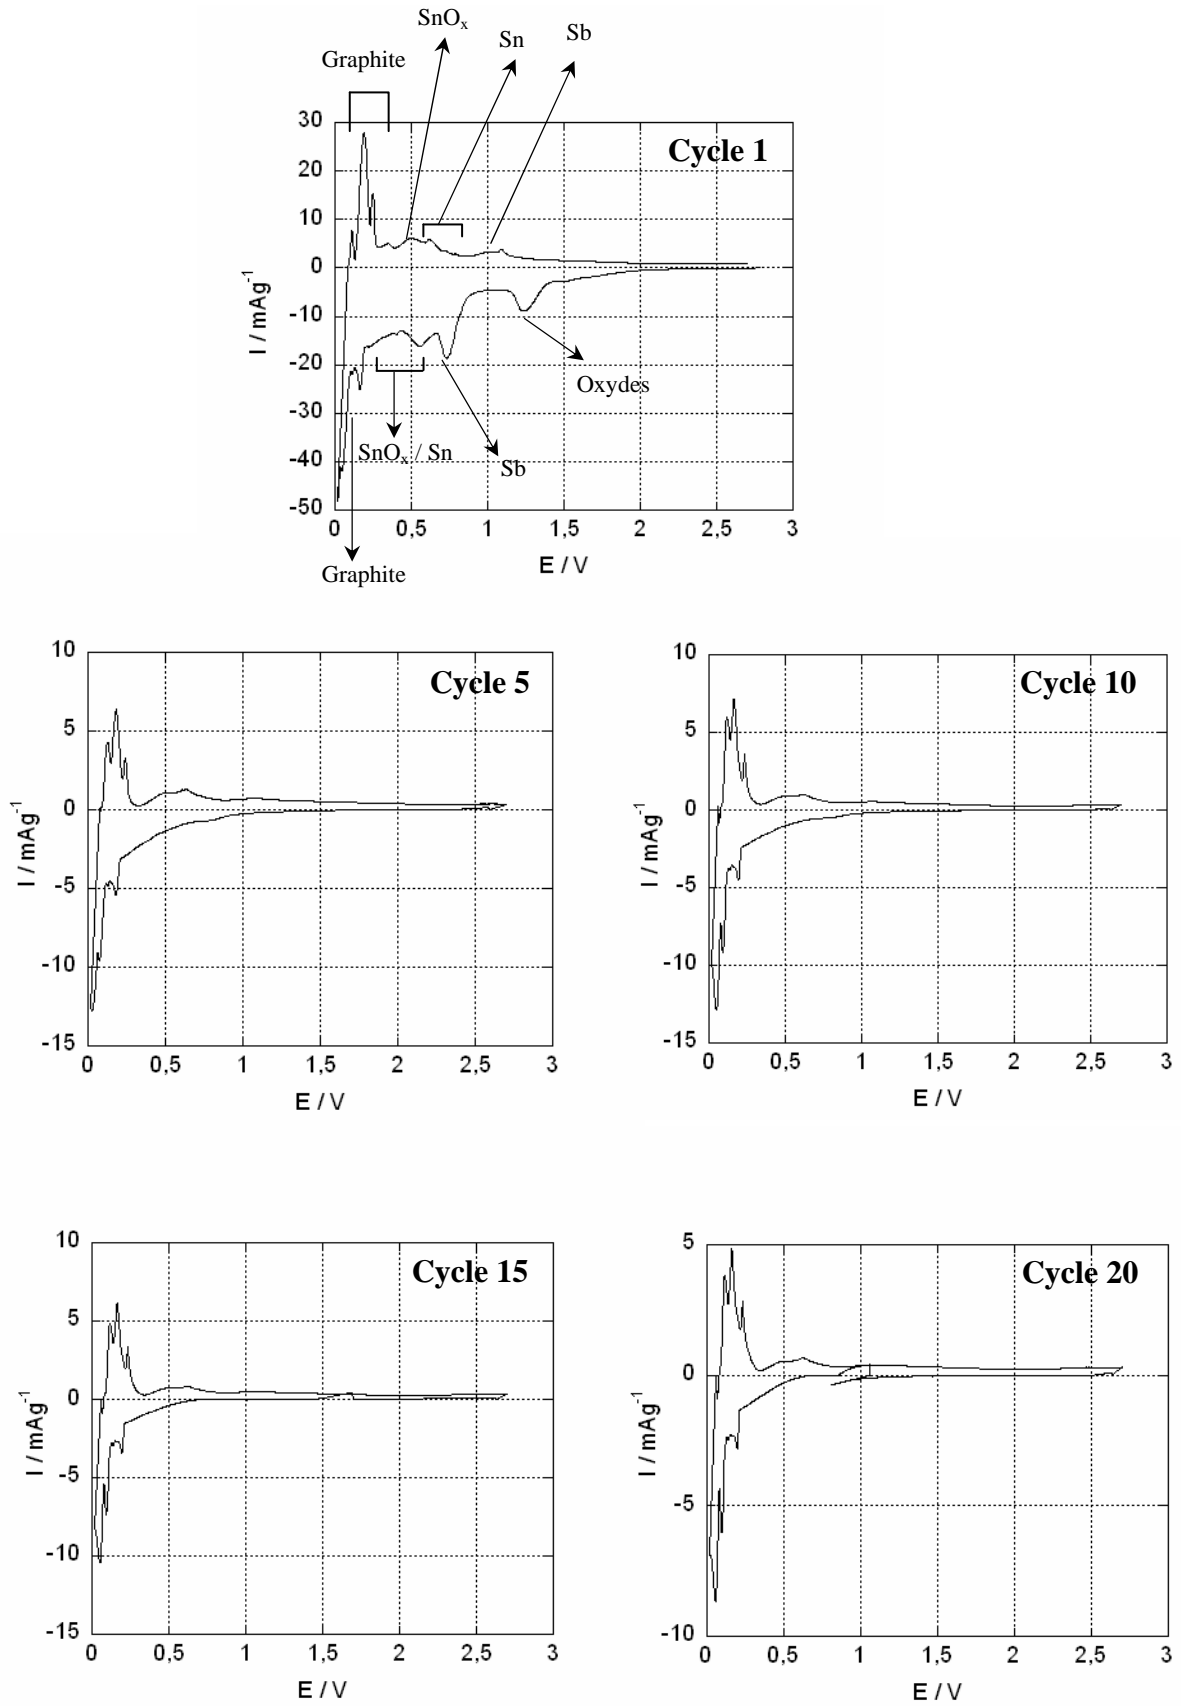 SnOx
Sn
Sb
Graphite
Cycle 1
30
20
10
0
-10
-20
-30
-40
-50
I / mAg-1
Oxydes
SnOx / Sn
Sb
0 0,5 1 1,5 2 2,5 3
E / V
Graphite
Cycle 5
10
5
0
-5
-10
-15
I / mAg-1
0 0,5 1 1,5 2 2,5 3
E / V
Cycle 10
10
5
0
-5
-10
-15
I / mAg-1
0 0,5 1 1,5 2 2,5 3
E / V
Cycle 15
10
5
0
-5
-10
-15
I / mAg-1
0 0,5 1 1,5 2 2,5 3
E / V
Cycle 20
5
0
-5
-10
I / mAg-1
0 0,5 1 1,5 2 2,5 3
E / V